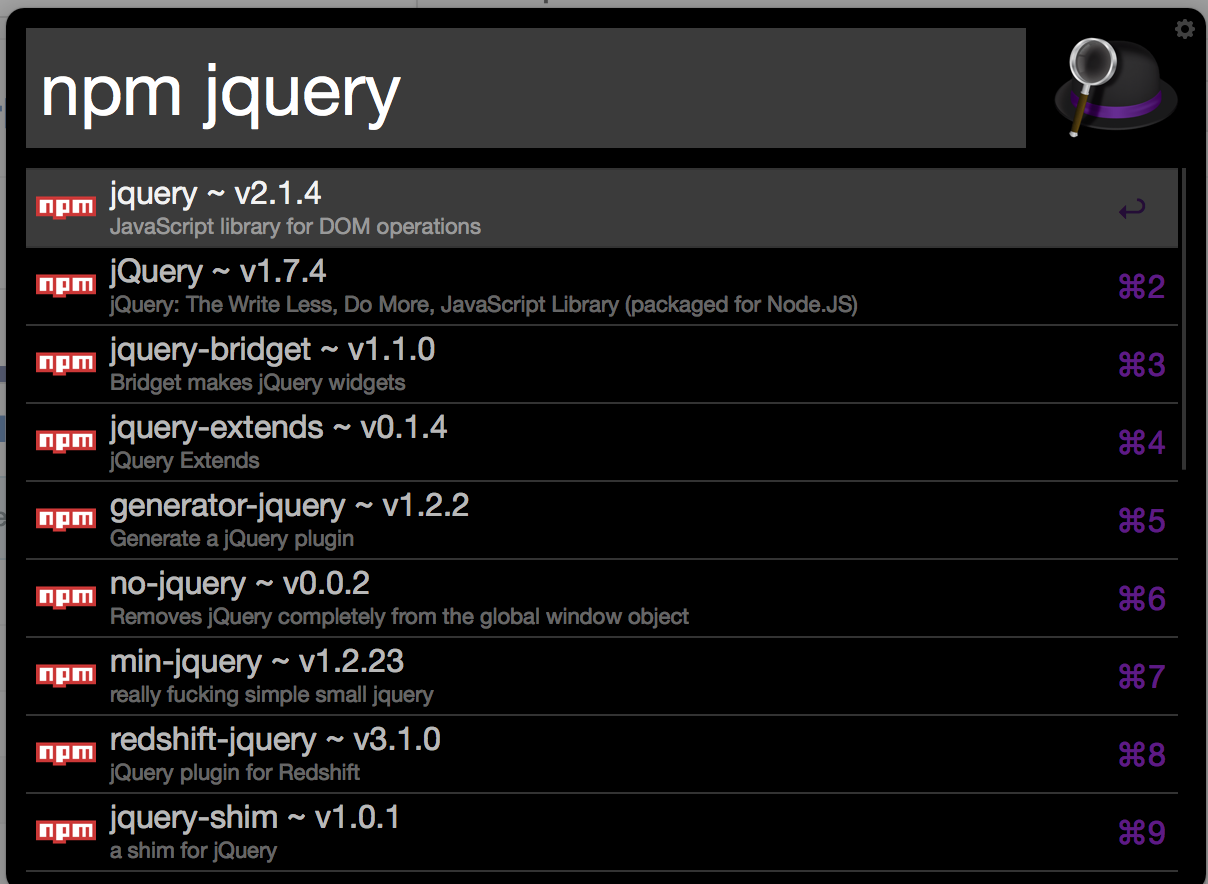 npm jquery
npm jquery ~ v2.1.4
JavaScript library for DOM operations
npm jQuery ~ v1.7.4 ⌘2
jQuery: The Write Less, Do More, JavaScript Library (packaged for Node.JS)
npm jquery-bridget ~ v1.1.0 ⌘3
Bridget makes jQuery widgets
npm jquery-extends ~ v0.1.4 ⌘4
jQuery Extends
npm generator-jquery ~ v1.2.2 ⌘5
Generate a jQuery plugin
npm no-jquery ~ v0.0.2 ⌘6
Removes jQuery completely from the global window object
npm min-jquery ~ v1.2.23 ⌘7
really fucking simple small jquery
npm redshift-jquery ~ v3.1.0 ⌘8
jQuery plugin for Redshift
npm jquery-shim ~ v1.0.1 ⌘9
a shim for jQuery